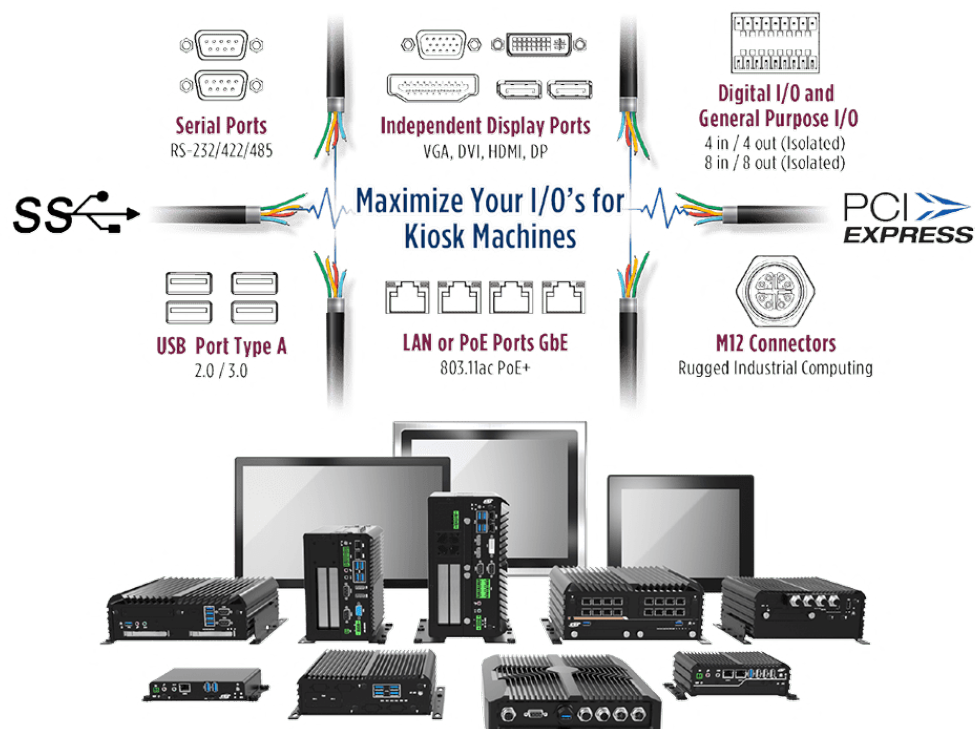 Serial Ports
RS-232/422/485
Independent Display Ports
VGA, DVI, HDMI, DP
Digital I/O and
General Purpose I/O
4 in / 4 out (Isolated)
8 in / 8 out (Isolated)
SS
Maximize Your I/O's for
Kiosk Machines
PCI
EXPRESS
USB Port Type A
2.0 / 3.0
LAN or PoE Ports GbE
803.11ac PoE+
M12 Connectors
Rugged Industrial Computing